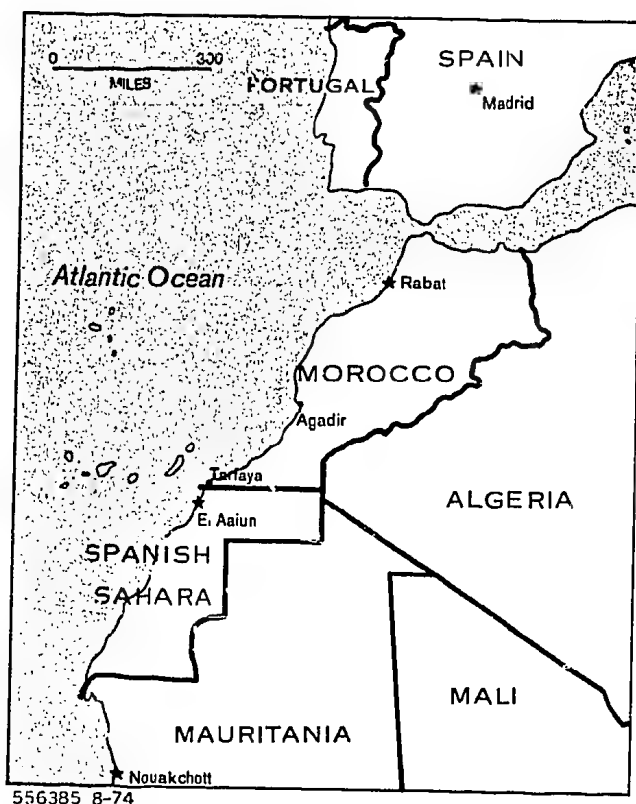 0 300
MILES
PORTUGAL
SPAIN
Madrid
Atlantic Ocean
Rabat
MOROCCO
Agadir
Tarfaya
El Aaiun
ALGERIA
SPANISH
SAHARA
MALI
MAURITANIA
Nouakchott
556385 8-74